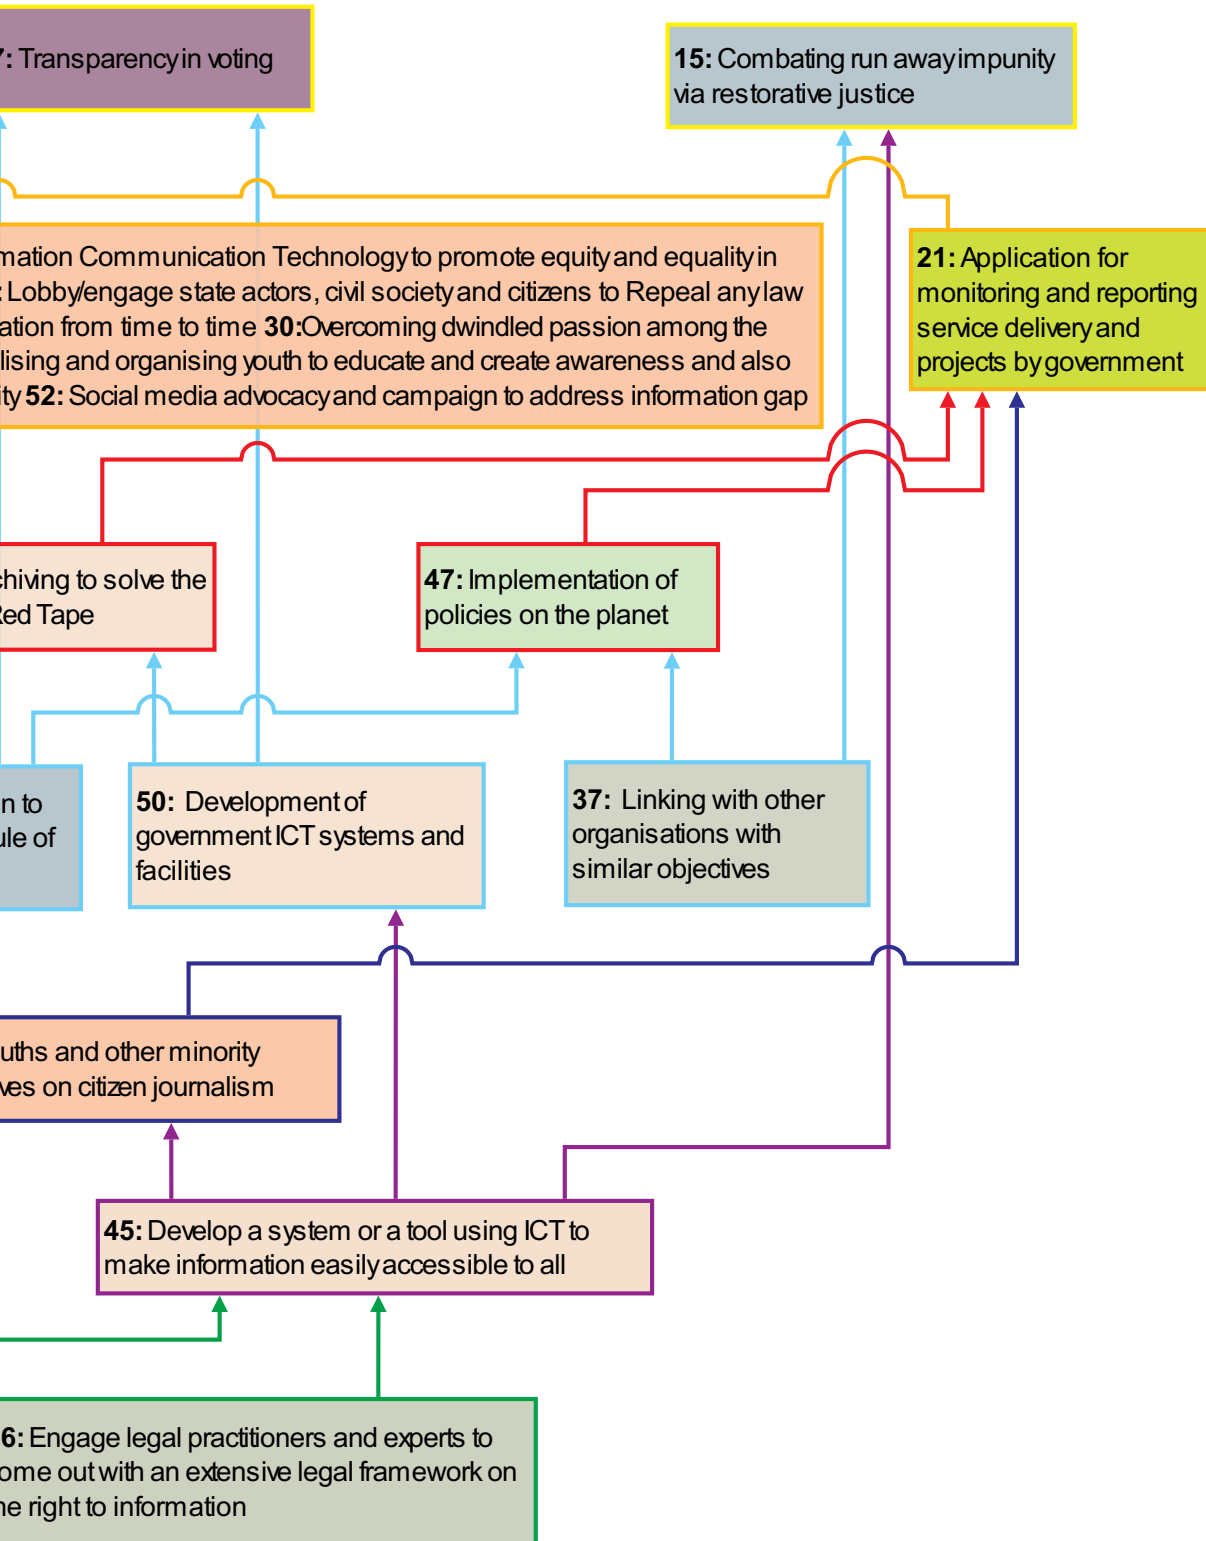 : Transparency in voting
15: Combating run away impunity
via restorative justice
mation Communication Technology to promote equity and equality in
: Lobby/engage state actors, civil society and citizens to Repeal any law
ation from time to time 30:Overcoming dwindled passion among the
lising and organising youth to educate and create awareness and also
ity 52: Social media advocacy and campaign to address information gap
21: Application for
monitoring and reporting
service delivery and
projects by government
chiving to solve the
Red Tape
47: Implementation of
policies on the planet
n to
ule of
50: Development of
government ICT systems and
facilities
37: Linking with other
organisations with
similar objectives
uths and other minority
ves on citizen journalism
45: Develop a system or a tool using ICT to
make information easily accessible to all
6: Engage legal practitioners and experts to
ome out with an extensive legal framework on
he right to information